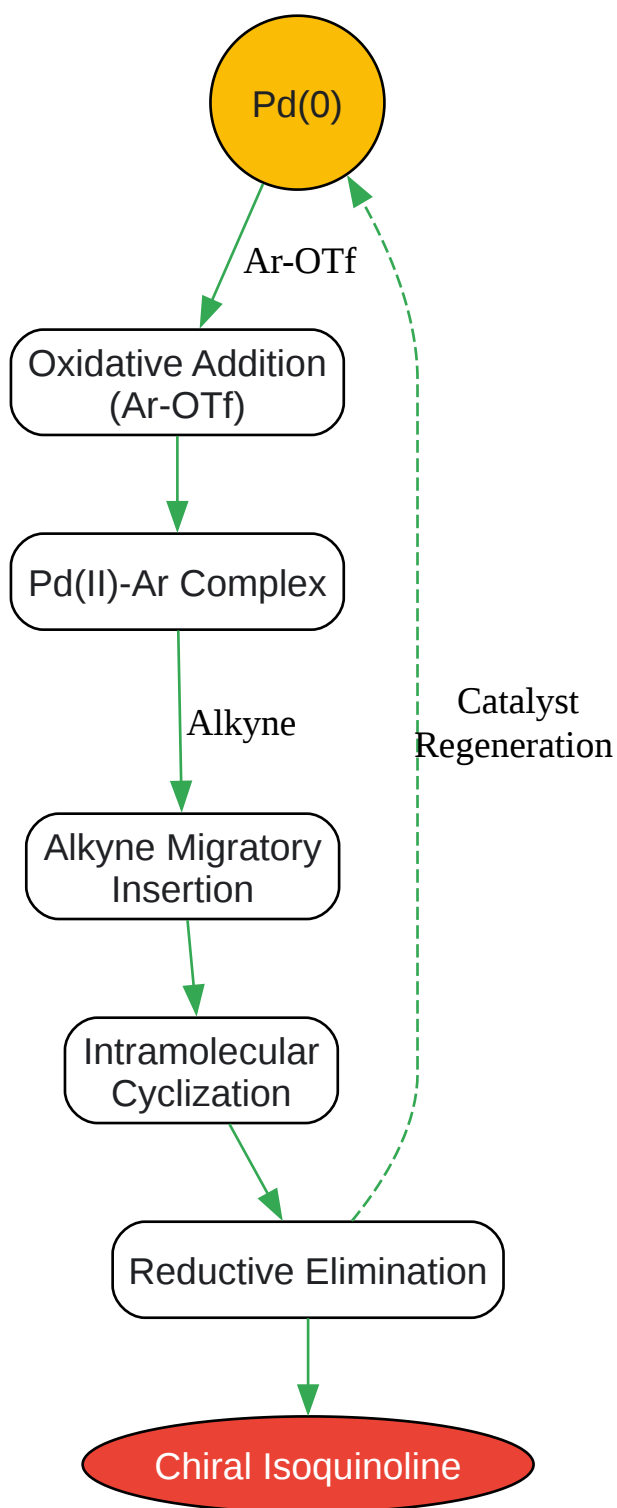 Pd(0)
Ar-OTf
Oxidative Addition
(Ar-OTf)
Pd(II)-Ar Complex
Alkyne
Catalyst
Regeneration
Alkyne Migratory
Insertion
Intramolecular
Cyclization
Reductive Elimination
Chiral Isoquinoline